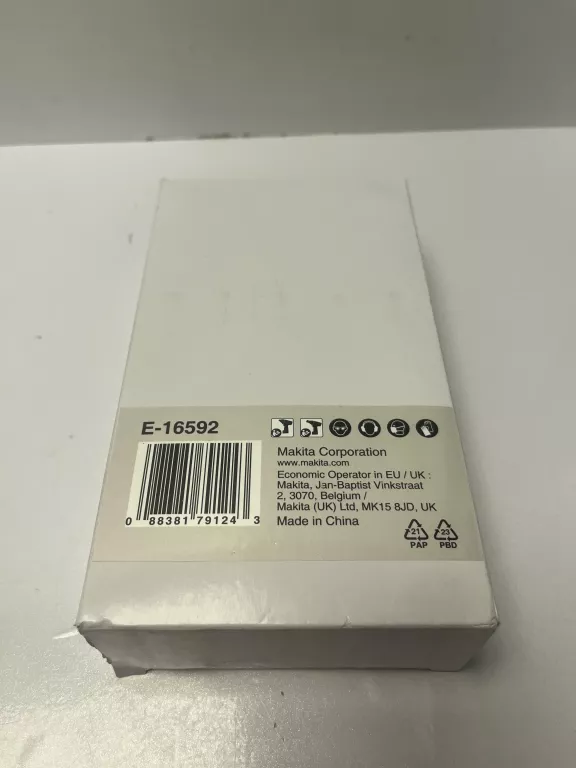 E-16592
0 88381 79124 3
Makita Corporation
www.makita.com
Economic Operator in EU / UK :
Makita, Jan-Baptist Vinkstraat
2, 3070, Belgium /
Makita (UK) Ltd, MK15 8JD, UK
Made in China
21
PAP
23
PBD